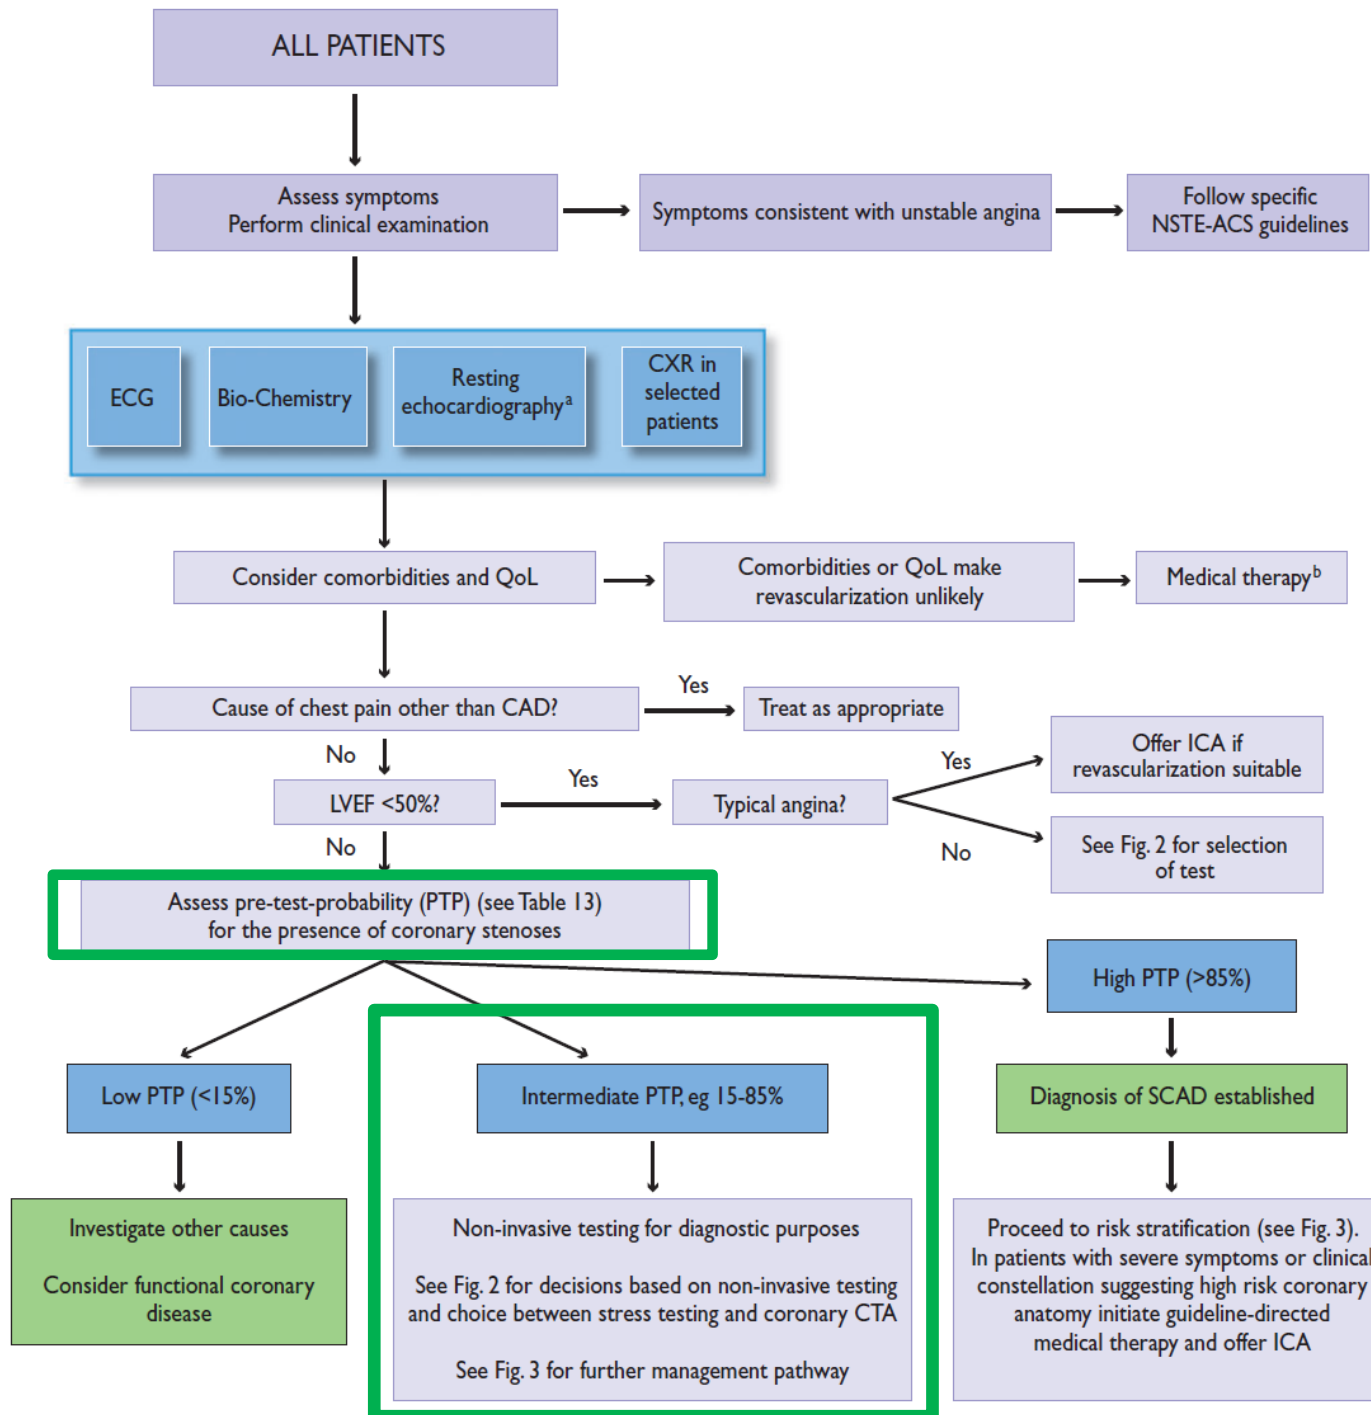 ALL PATIENTS
Assess symptoms
Perform clinical examination
Symptoms consistent with unstable angina
Follow specific
NSTE-ACS guidelines
ECG
Bio-Chemistry
Resting
echocardiographyᵃ
CXR in
selected
patients
Consider comorbidities and QoL
Comorbidities or QoL make
revascularization unlikely
Medical therapyᵇ
Cause of chest pain other than CAD?
Yes
Treat as appropriate
No
LVEF <50%?
Yes
Typical angina?
Yes
Offer ICA if
revascularization suitable
No
See Fig. 2 for selection
of test
No
Assess pre-test-probability (PTP) (see Table 13)
for the presence of coronary stenoses
Low PTP (<15%)
Investigate other causes
Consider functional coronary
disease
Intermediate PTP, eg 15-85%
Non-invasive testing for diagnostic purposes
See Fig. 2 for decisions based on non-invasive testing
and choice between stress testing and coronary CTA
See Fig. 3 for further management pathway
High PTP (>85%)
Diagnosis of SCAD established
Proceed to risk stratification (see Fig. 3).
In patients with severe symptoms or clinical
constellation suggesting high risk coronary
anatomy initiate guideline-directed
medical therapy and offer ICA